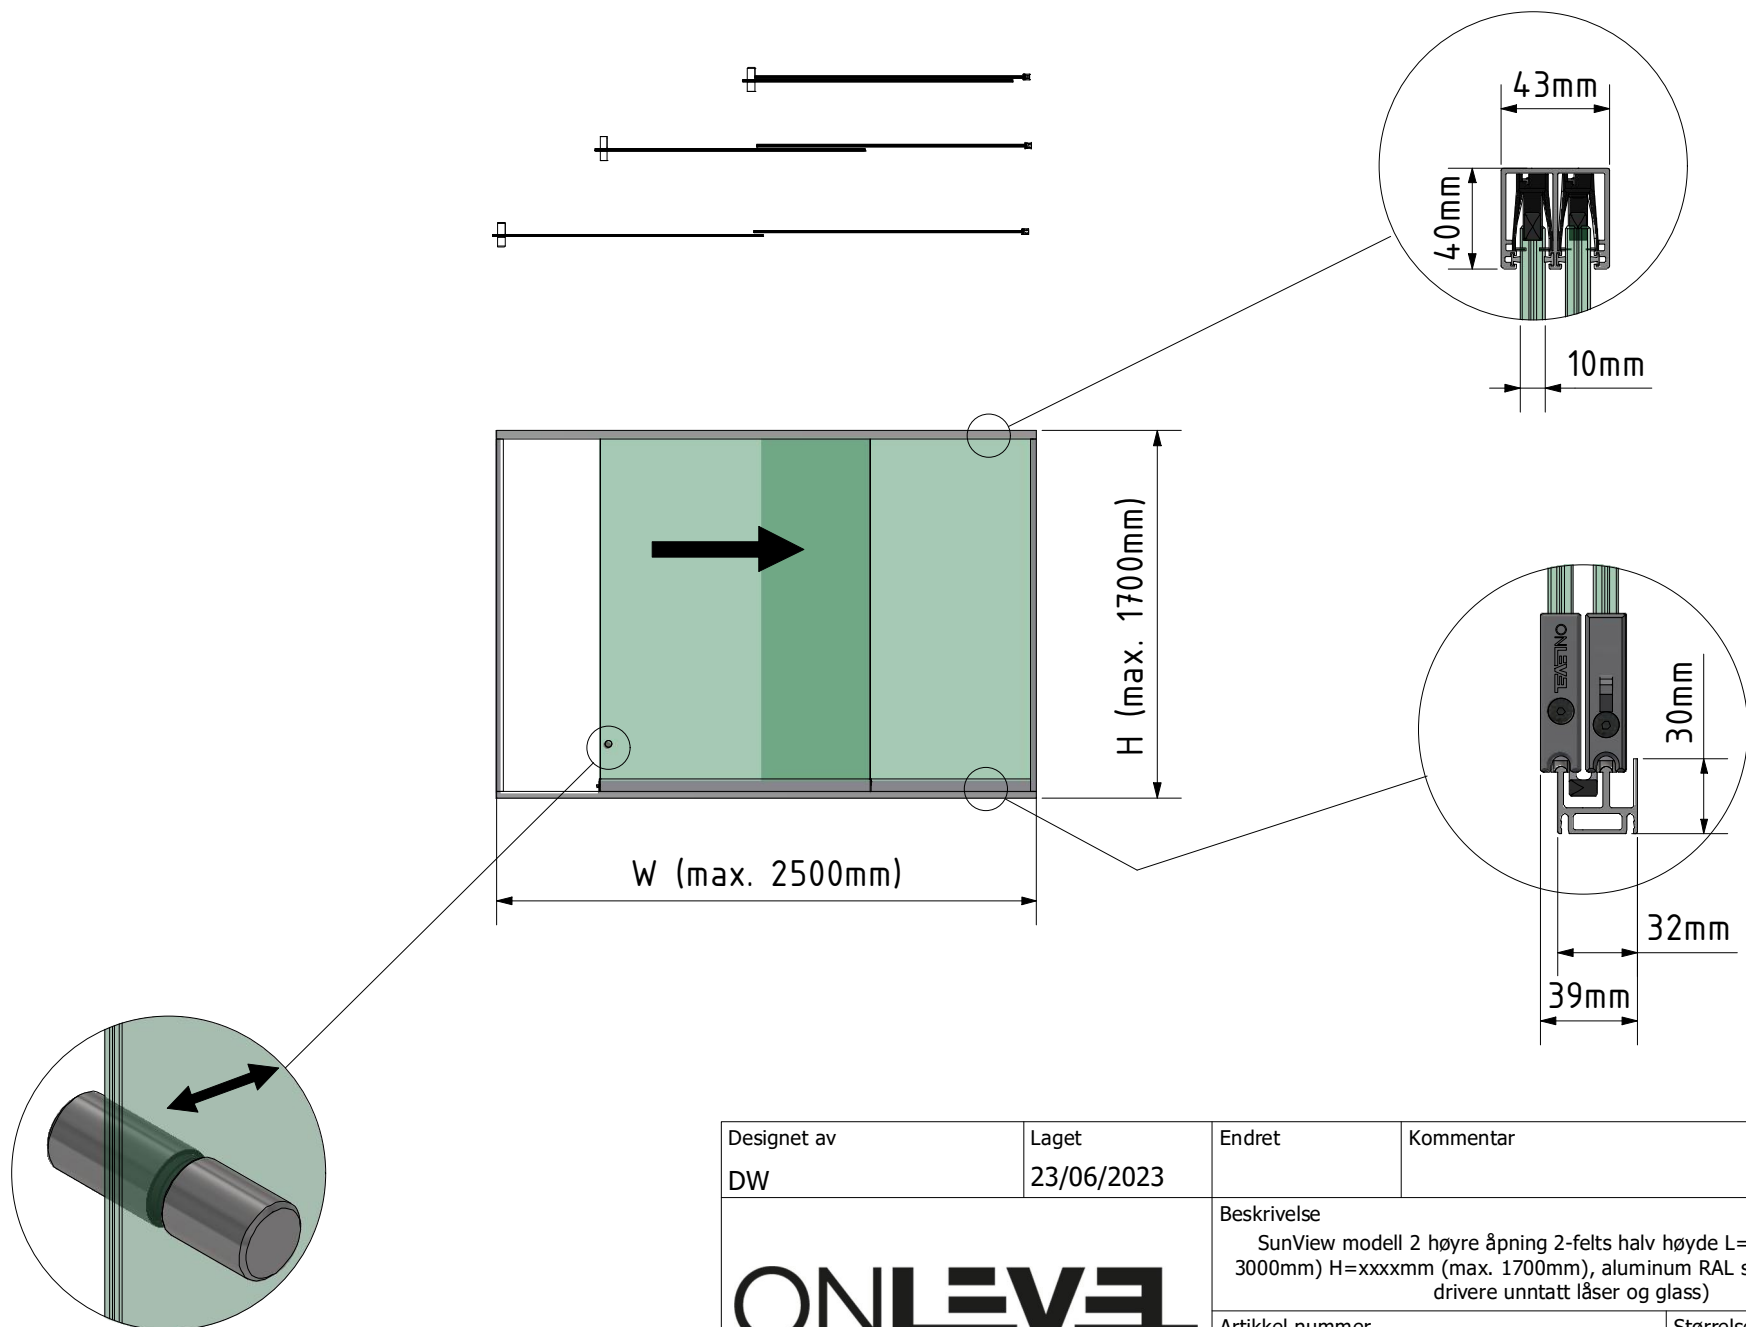 43mm
40mm
10mm
H (max. 1700mm)
W (max. 2500mm)
ONLEVEL
30mm
32mm
39mm
Designet av
DW
Laget
23/06/2023
Endret
Kommentar
Beskrivelse
SunView modell 2 høyre åpning 2-felts halv høyde L=
3000mm) H=xxxxmm (max. 1700mm), aluminum RAL s
drivere unntatt låser og glass)
ONLEVEL
Artikkel nummer
Størrelse